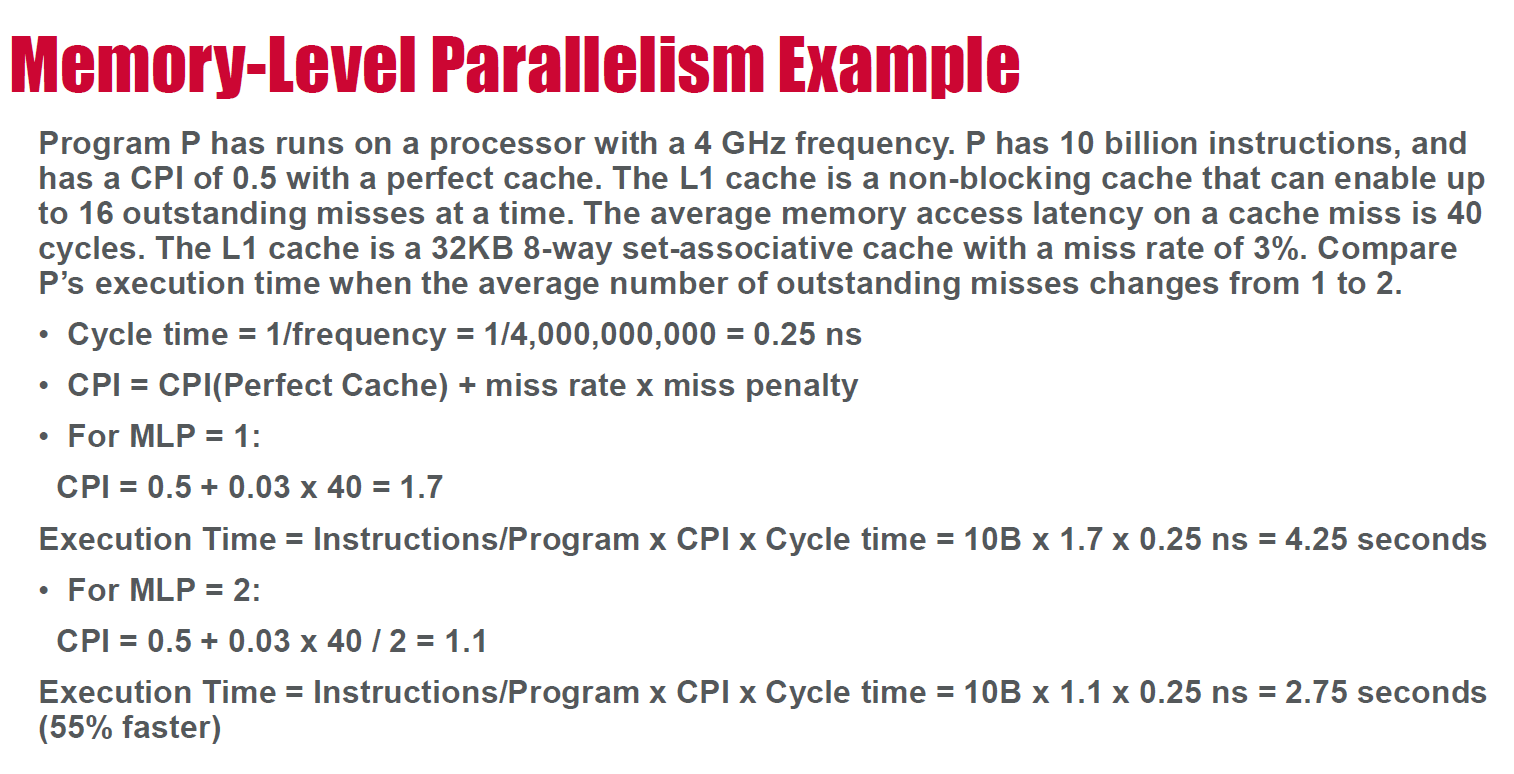 Memory-Level Parallelism Example
Program P has runs on a processor with a 4 GHz frequency. P has 10 billion instructions, and
has a CPI of 0.5 with a perfect cache. The L1 cache is a non-blocking cache that can enable up
to 16 outstanding misses at a time. The average memory access latency on a cache miss is 40
cycles. The L1 cache is a 32KB 8-way set-associative cache with a miss rate of 3%. Compare
P’s execution time when the average number of outstanding misses changes from 1 to 2.
• Cycle time = 1/frequency = 1/4,000,000,000 = 0.25 ns
• CPI = CPI(Perfect Cache) + miss rate x miss penalty
• For MLP = 1:
CPI = 0.5 + 0.03 x 40 = 1.7
Execution Time = Instructions/Program x CPI x Cycle time = 10B x 1.7 x 0.25 ns = 4.25 seconds
• For MLP = 2:
CPI = 0.5 + 0.03 x 40 / 2 = 1.1
Execution Time = Instructions/Program x CPI x Cycle time = 10B x 1.1 x 0.25 ns = 2.75 seconds
(55% faster)